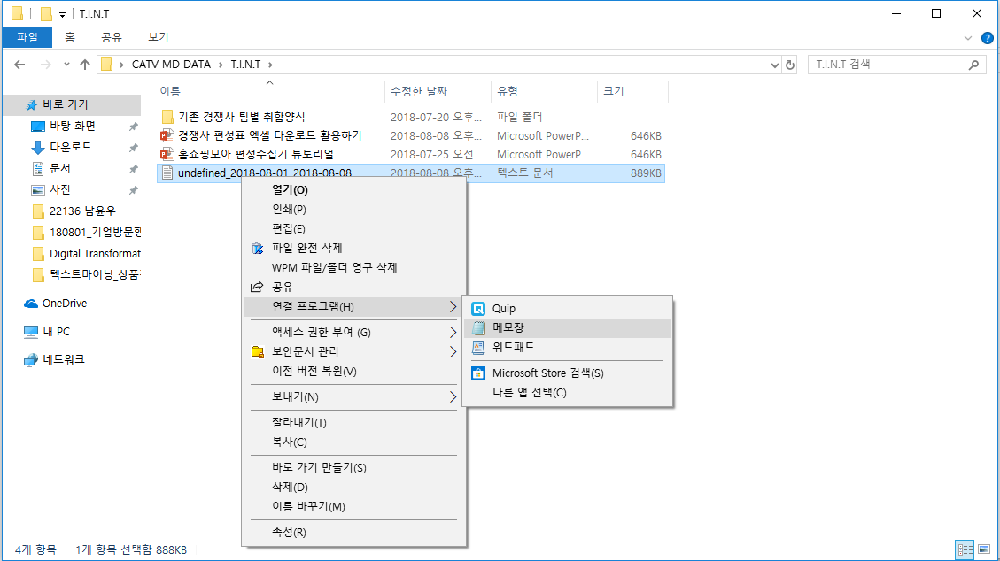 T.I.N.T
파일 홈 공유 보기
CATV MD DATA > T.I.N.T >
T.I.N.T 검색
이름 수정한 날짜 유형 크기
기존 경쟁사 팀별 취합양식 2018-07-20 오후... 파일 폴더
경쟁사 편성표 엑셀 다운로드 활용하기 2018-08-08 오후... Microsoft PowerP... 646KB
홈쇼핑모아 편성수집기 튜토리얼 2018-07-25 오전... Microsoft PowerP... 646KB
undefined_2018-08-01_2018-08-08 2018-08-08 오후... 텍스트 문서 889KB
바로 가기
바탕 화면
다운로드
문서
사진
22136 남윤우
180801_기업방문형
Digital Transformat
텍스트마이닝_상품
OneDrive
내 PC
네트워크
열기(O)
인쇄(P)
편집(E)
파일 완전 삭제
WPM 파일/폴더 영구 삭제
공유
연결 프로그램(H)
액세스 권한 부여 (G)
보안문서 관리
이전 버전 복원(V)
보내기(N)
잘라내기(T)
복사(C)
바로 가기 만들기(S)
삭제(D)
이름 바꾸기(M)
속성(R)
Quip
메모장
워드패드
Microsoft Store 검색(S)
다른 앱 선택(C)
4개 항목 1개 항목 선택함 888KB